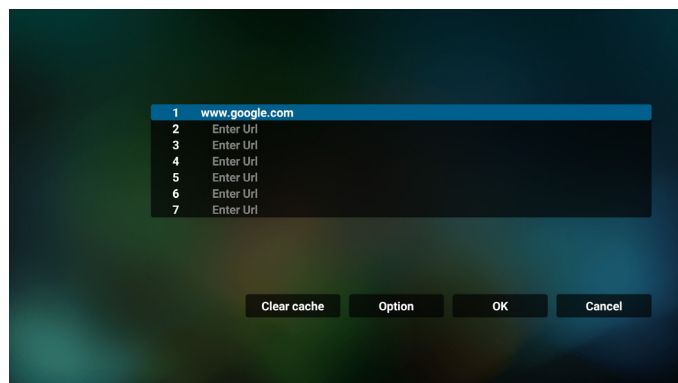 1 www.google.com
2 Enter Url
3 Enter Url
4 Enter Url
5 Enter Url
6 Enter Url
7 Enter Url
Clear cache Option OK Cancel